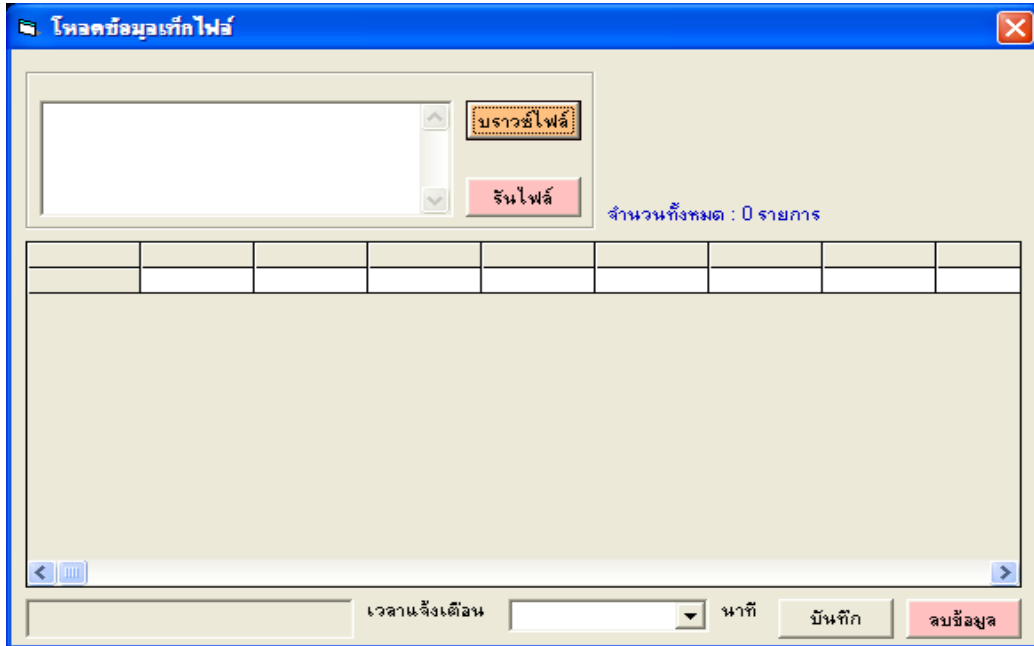 โหลดข้อมูลเท็กไฟล์
บราวซ์ไฟล์
รันไฟล์
จำนวนทั้งหมด : 0 รายการ
เวลาแจ้งเตือน นาที บันทึก ลบข้อมูล